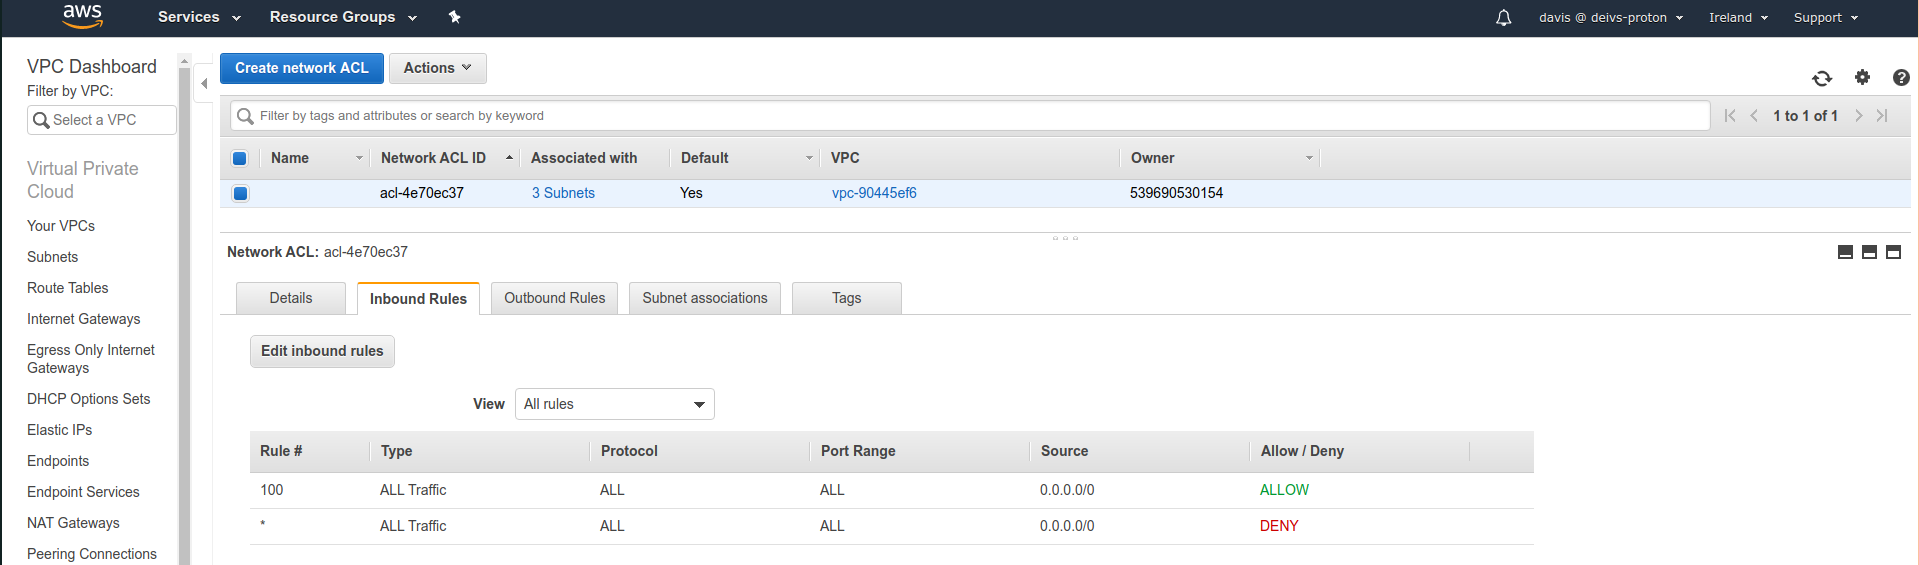 aws Services Resource Groups davis @ deivs-proton Ireland Support
VPC Dashboard
Filter by VPC:
Select a VPC
Virtual Private
Cloud
Your VPCs
Subnets
Route Tables
Internet Gateways
Egress Only Internet
Gateways
DHCP Options Sets
Elastic IPs
Endpoints
Endpoint Services
NAT Gateways
Peering Connections
Create network ACL Actions
Filter by tags and attributes or search by keyword 1 to 1 of 1
Name Network ACL ID Associated with Default VPC Owner
acl-4e70ec37 3 Subnets Yes vpc-90445ef6 539690530154
Network ACL: acl-4e70ec37
Details Inbound Rules Outbound Rules Subnet associations Tags
Edit inbound rules
View All rules
Rule # Type Protocol Port Range Source Allow / Deny
100 ALL Traffic ALL ALL 0.0.0.0/0 ALLOW
* ALL Traffic ALL ALL 0.0.0.0/0 DENY